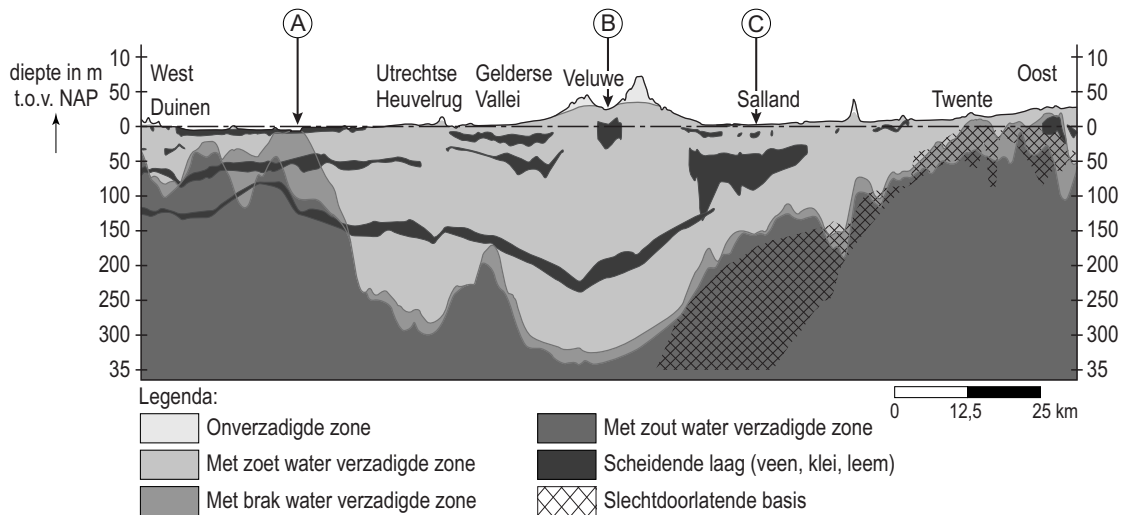 A B C
diepte in m
t.o.v. NAP
10 West Utrechtse Gelderse Veluwe Oost 10
50 Duinen Heuvelrug Vallei Salland Twente 50
0 0
50 50
100 100
150 150
200 200
250 250
300 300
35 35
Legenda:
0 12,5 25 km
Onverzadigde zone
Met zoet water verzadigde zone
Met brak water verzadigde zone
Met zout water verzadigde zone
Scheidende laag (veen, klei, leem)
Slechtdoorlatende basis